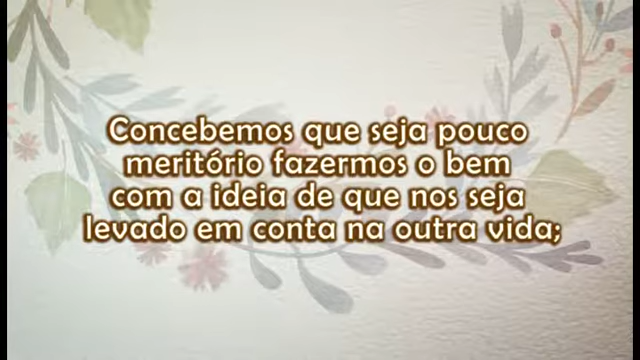 Concebemos que seja pouco
meritório fazermos o bem
com a ideia de que nos seja
levado em conta na outra vida;